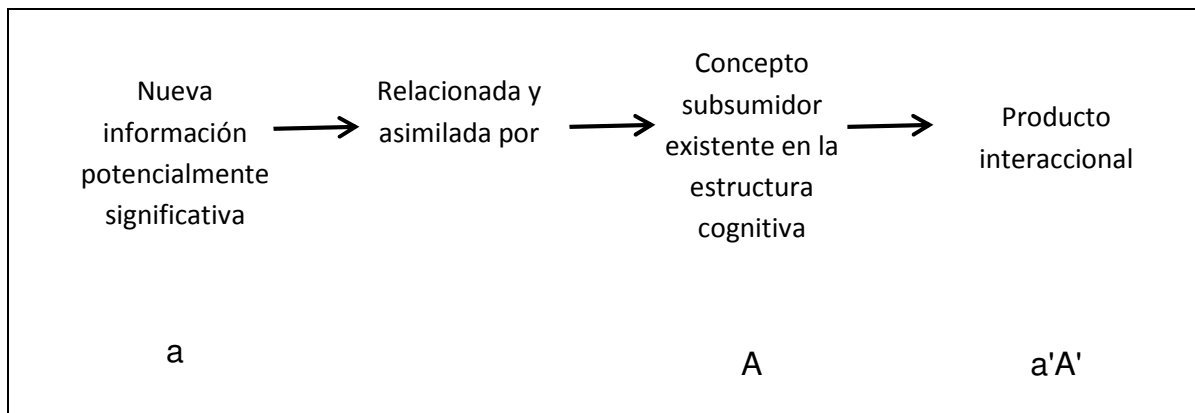 Nueva
información
potencialmente
significativa
Relacionada y
asimilada por
Concepto
subsumidor
existente en la
estructura
cognitiva
Producto
interaccional
a
A
a'A'